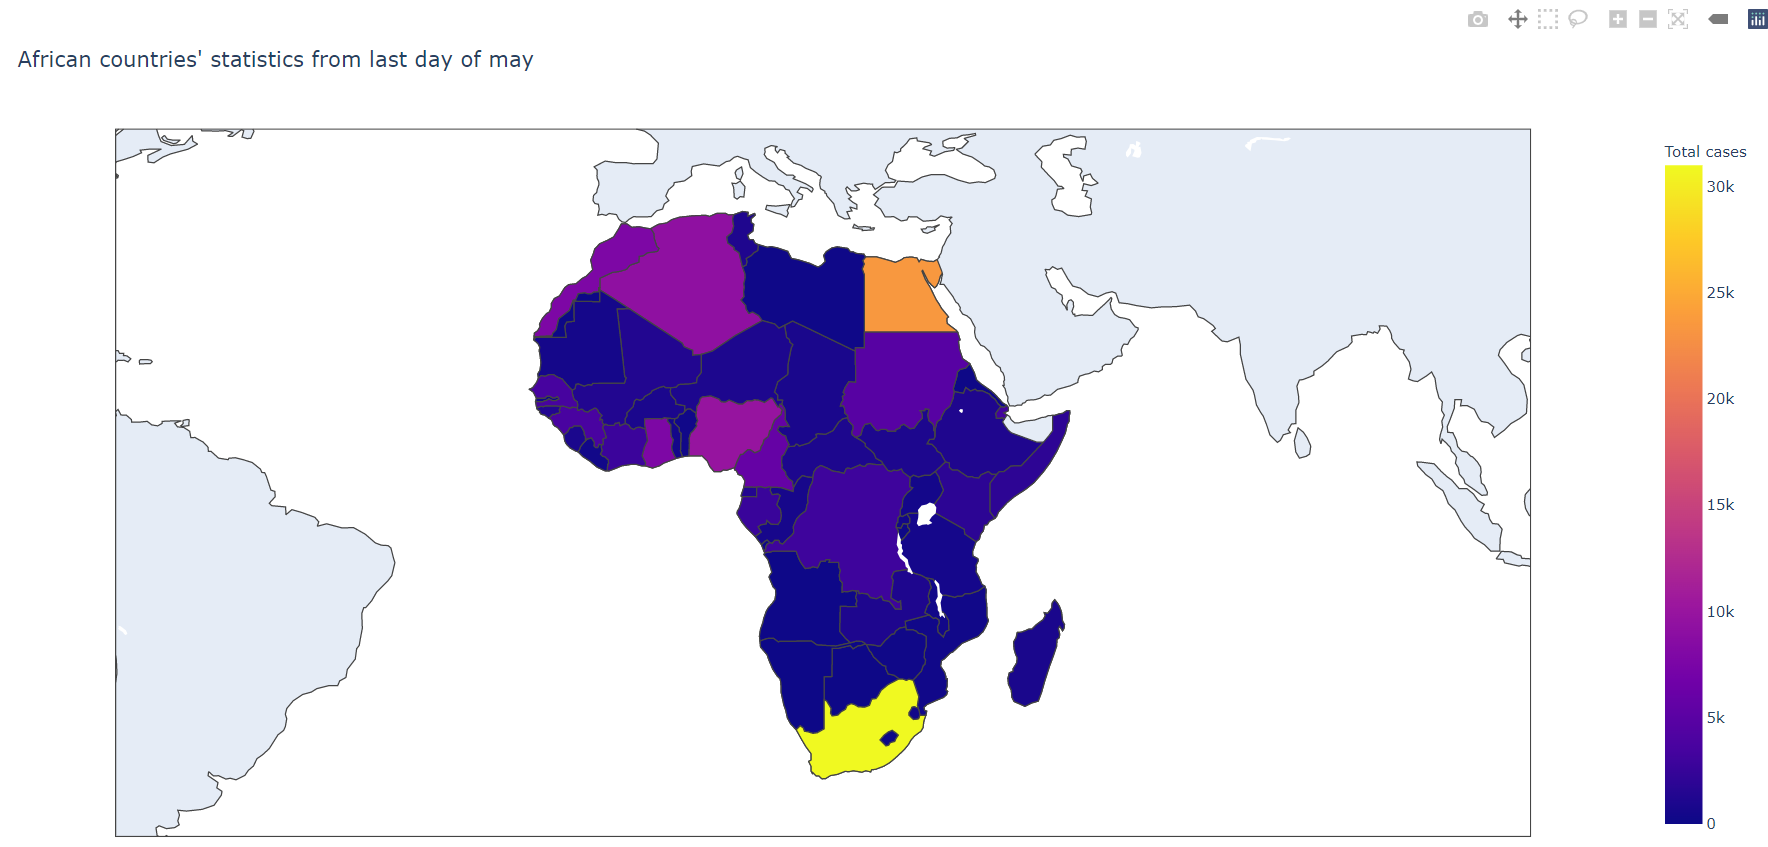 African countries' statistics from last day of may
Total cases
30k
25k
20k
15k
10k
5k
0